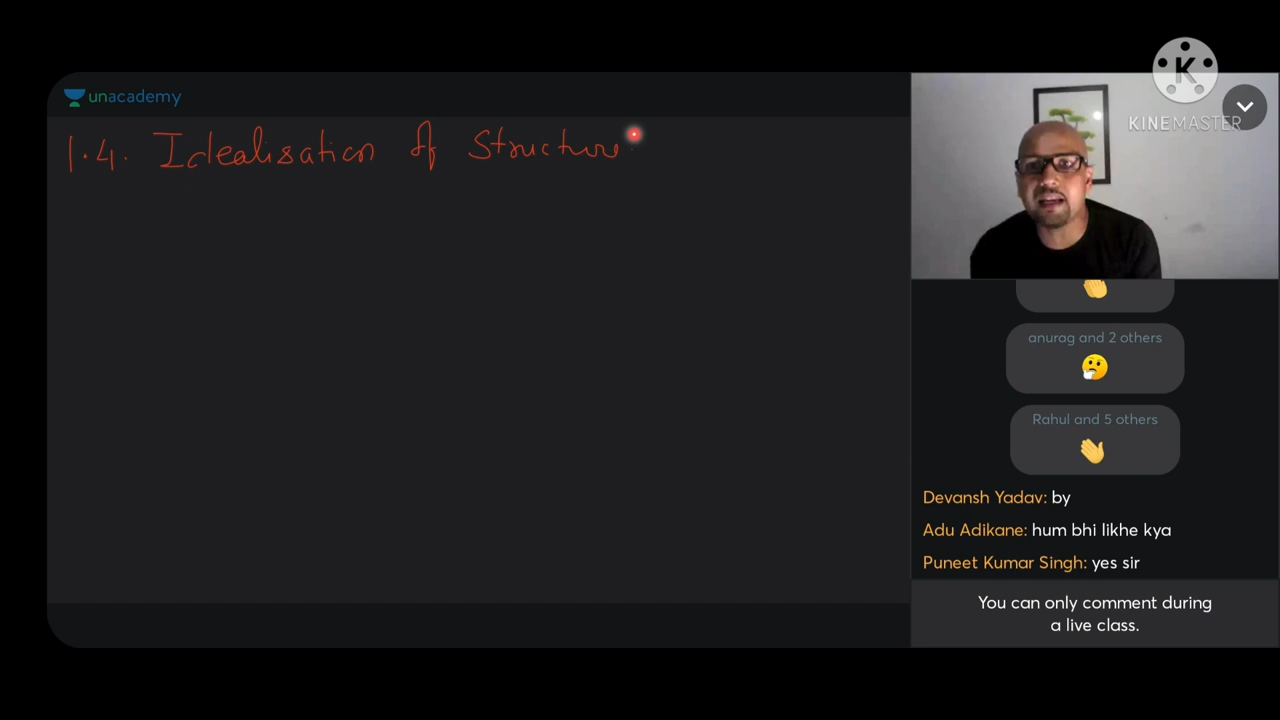 unacademy
1.4. Idealisation of Structure
K
KINEMASTER
anurag and 2 others
Rahul and 5 others
Devansh Yadav: by
Adu Adikane: hum bhi likhe kya
Puneet Kumar Singh: yes sir
You can only comment during
a live class.